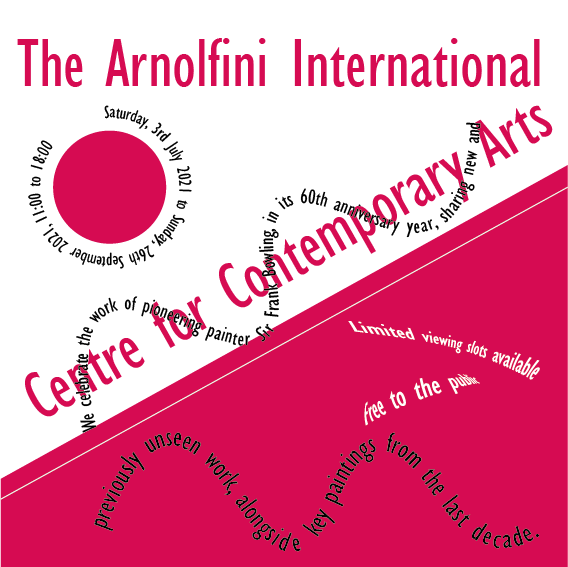 The Arnolfini International
Centre for Contemporary Arts
Saturday, 3rd July 2021 to Sunday, 26th September 2021, 11:00 to 18:00
We celebrate the work of pioneering painter Sir Frank Bowling in its 60th anniversary year, sharing new and
previously unseen work, alongside key paintings from the last decade.
Limited viewing slots available
free to the public